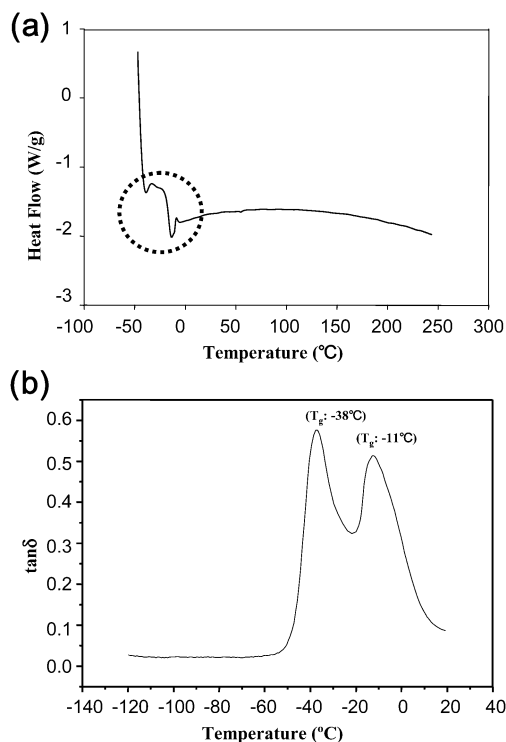 (a)
1
0
-1
-2
-3
Heat Flow (W/g)
-100 -50 0 50 100 150 200 250 300
Temperature (℃)
(b)
(Tg: -38℃)
(Tg: -11℃)
0.6
0.5
0.4
0.3
0.2
0.1
0.0
tanδ
-140 -120 -100 -80 -60 -40 -20 0 20 40
Temperature (ºC)